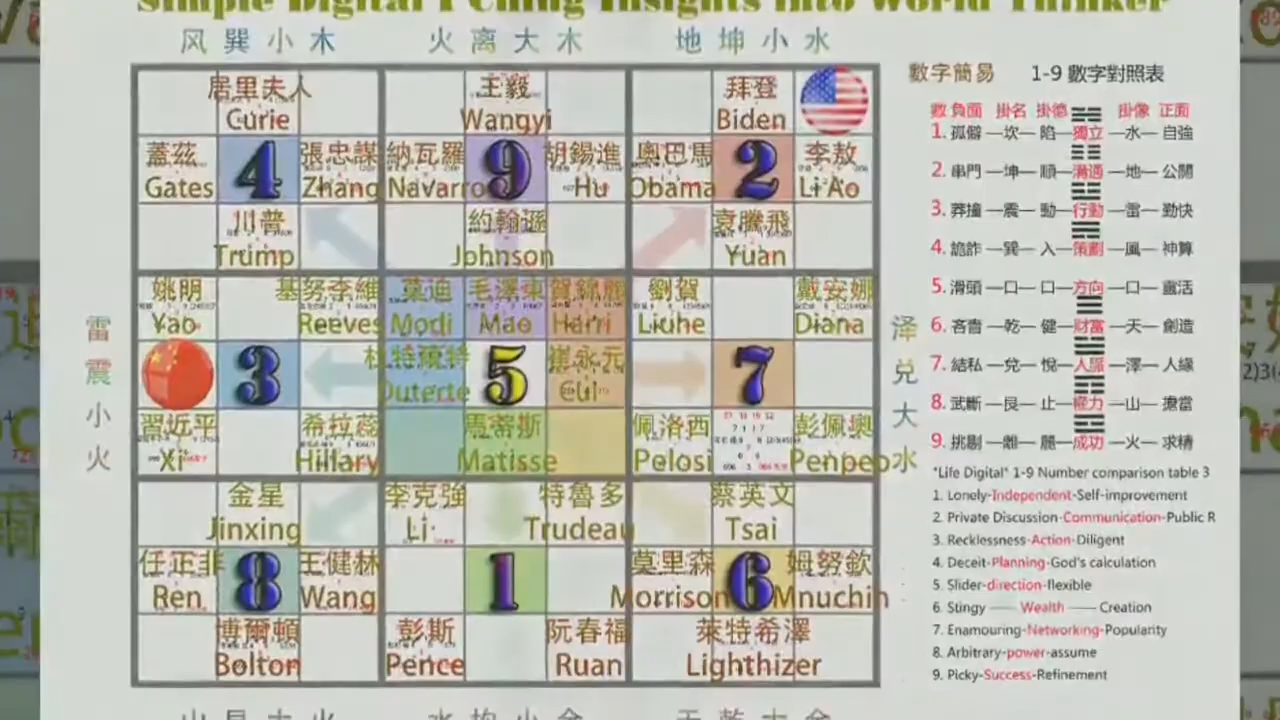 Simple Digital I Ching Insights into World Thinker
风 巽 小 木
火 离 大 木
地 坤 小 水
居里夫人
Curie
王毅
Wangyi
拜登
Biden
蓋茲
Gates
4
張忠謀
Zhang
納瓦羅
Navarro
9
胡錫進
Hu
奧巴馬
Obama
2
李敖
Li Ao
川普
Trump
約翰遜
Johnson
袁騰飛
Yuan
雷 震 小 火
姚明
Yao
基努李維
Reeves
莫迪
Modi
毛澤東
Mao
賀錦麗
Harri
劉賀
Liuhe
戴安娜
Diana
3
杜特爾特
Duterte
5
崔永元
Cui
7
習近平
Xi
希拉蕊
Hillary
馬蒂斯
Matisse
佩洛西
Pelosi
彭佩奧
Penpeo
泽 兑 大 水
金星
Jinxing
李克強
Li
特魯多
Trudeau
蔡英文
Tsai
任正非
Ren
8
王健林
Wang
1
莫里森
Morrison
6
姆努欽
Mnuchin
博爾頓
Bolton
彭斯
Pence
阮春福
Ruan
萊特希澤
Lighthizer
數字簡易 1-9 數字對照表
數 負面 掛名 掛德 掛像 正面
1. 孤僻—坎—陷—獨立—水—自強
2. 串門—坤—順—溝通—地—公關
3. 莽撞—震—動—行動—雷—勤快
4. 詭詐—巽—入—策劃—風—神算
5. 滑頭—口—口—方向—口—靈活
6. 吝嗇—乾—健—財富—天—創造
7. 結私—兌—悅—人脈—澤—人緣
8. 武斷—艮—止—權力—山—擔當
9. 挑剔—離—麗—成功—火—求精
"Life Digital" 1-9 Number comparison table 3
1. Lonely-Independent-Self-improvement
2. Private Discussion-Communication-Public R
3. Recklessness-Action-Diligent
4. Deceit-Planning-God's calculation
5. Slider-direction-flexible
6. Stingy —— Wealth —— Creation
7. Enamouring-Networking-Popularity
8. Arbitrary-power-assume
9. Picky-Success-Refinement